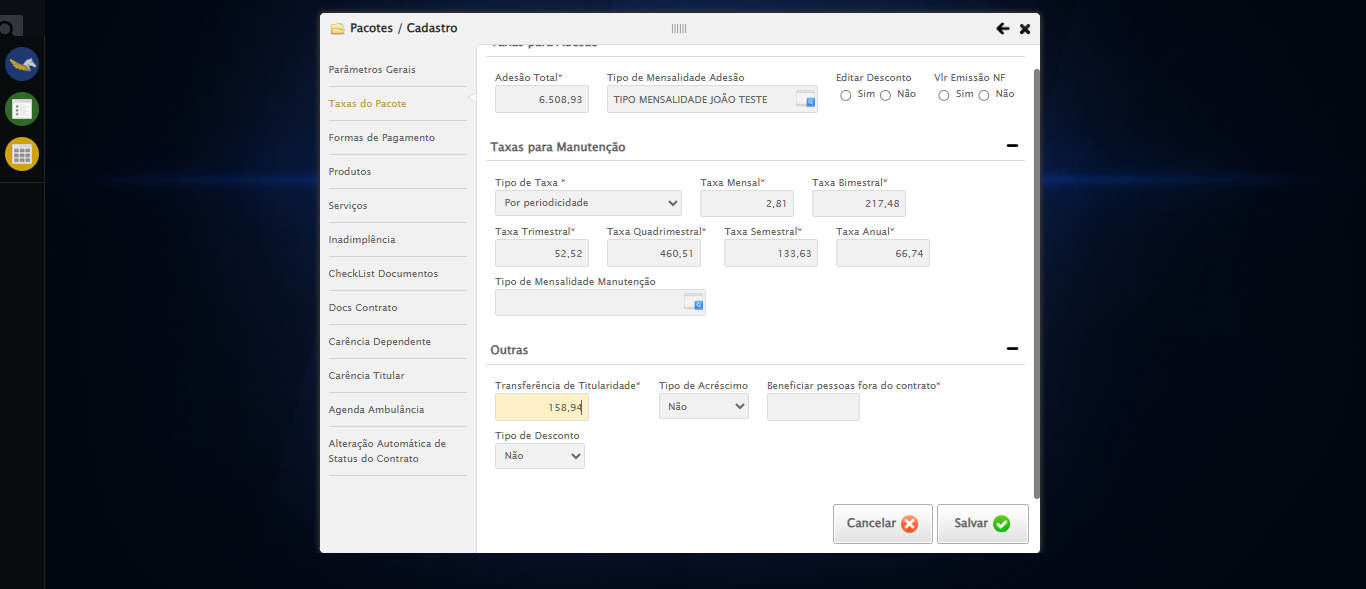 Pacotes / Cadastro
Parâmetros Gerais
Taxas do Pacote
Formas de Pagamento
Produtos
Serviços
Inadimplência
CheckList Documentos
Docs Contrato
Carência Dependente
Carência Titular
Agenda Ambulância
Alteração Automática de
Status do Contrato
Taxas para Adesão
Adesão Total* Tipo de Mensalidade Adesão Editar Desconto Vlr Emissão NF
6.508,93 TIPO MENSALIDADE JOÃO TESTE Sim Não Sim Não
Taxas para Manutenção
Tipo de Taxa * Taxa Mensal* Taxa Bimestral*
Por periodicidade 2,81 217,48
Taxa Trimestral* Taxa Quadrimestral* Taxa Semestral* Taxa Anual*
52,52 460,51 133,63 66,74
Tipo de Mensalidade Manutenção
Outras
Transferência de Titularidade* Tipo de Acréscimo Beneficiar pessoas fora do contrato*
158,94 Não
Tipo de Desconto
Não
Cancelar Salvar